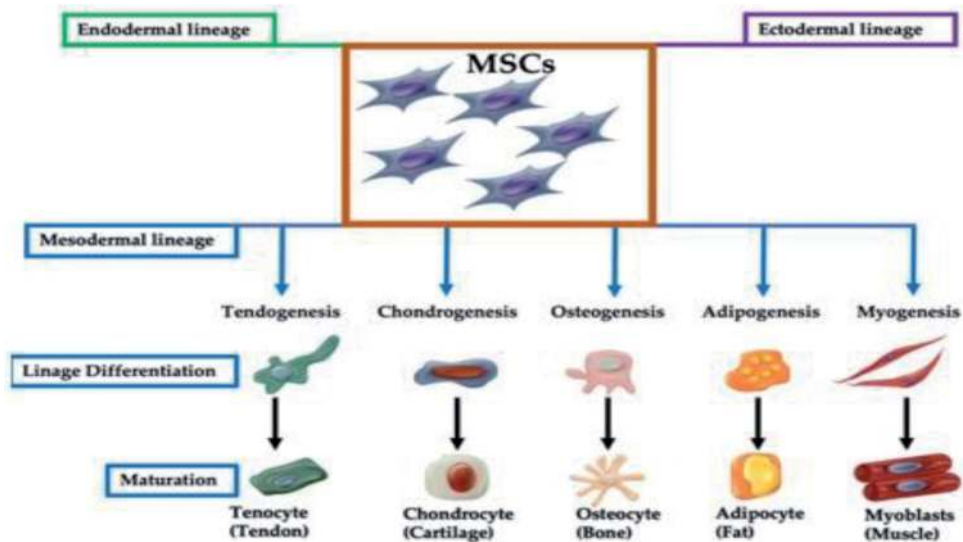 Endodermal lineage
Ectodermal lineage
MSCs
Mesodermal lineage
Tendogenesis
Chondrogenesis
Osteogenesis
Adipogenesis
Myogenesis
Linage Differentiation
Maturation
Tenocyte
(Tendon)
Chondrocyte
(Cartilage)
Osteocyte
(Bone)
Adipocyte
(Fat)
Myoblasts
(Muscle)